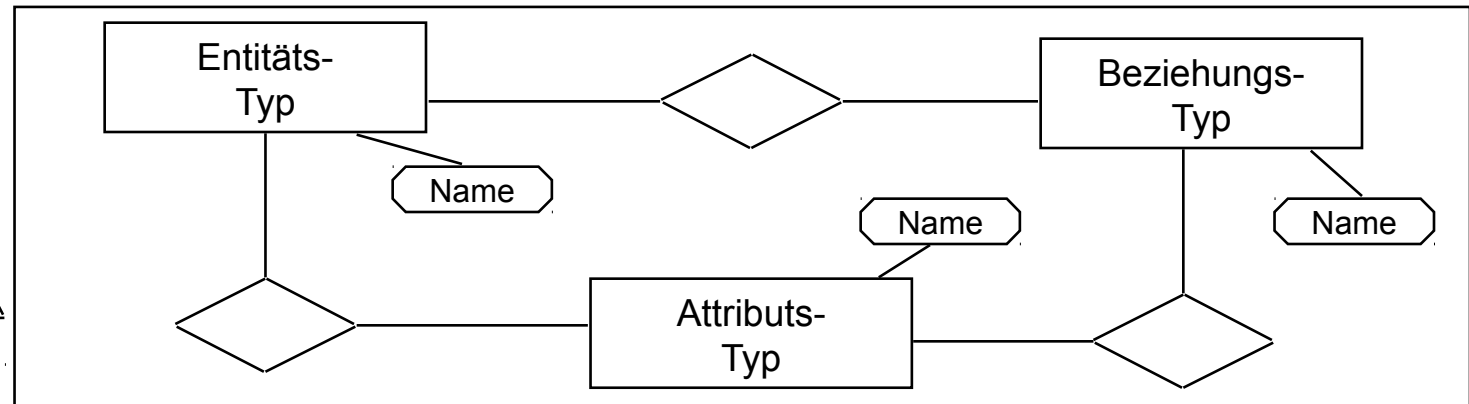 Entitäts-
Typ
Beziehungs-
Typ
Name
Name
Name
Attributs-
Typ